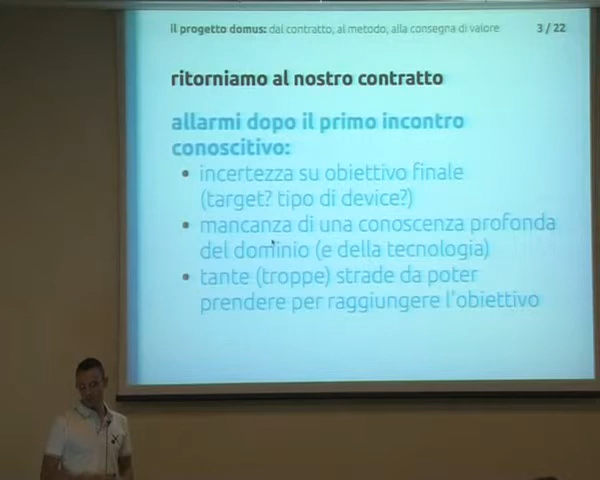 il progetto domus: dal contratto, al metodo, alla consegna di valore 3 / 22
ritorniamo al nostro contratto
allarmi dopo il primo incontro
conoscitivo:
• incertezza su obiettivo finale
(target? tipo di device?)
• mancanza di una conoscenza profonda
del dominio (e della tecnologia)
• tante (troppe) strade da poter
prendere per raggiungere l'obiettivo